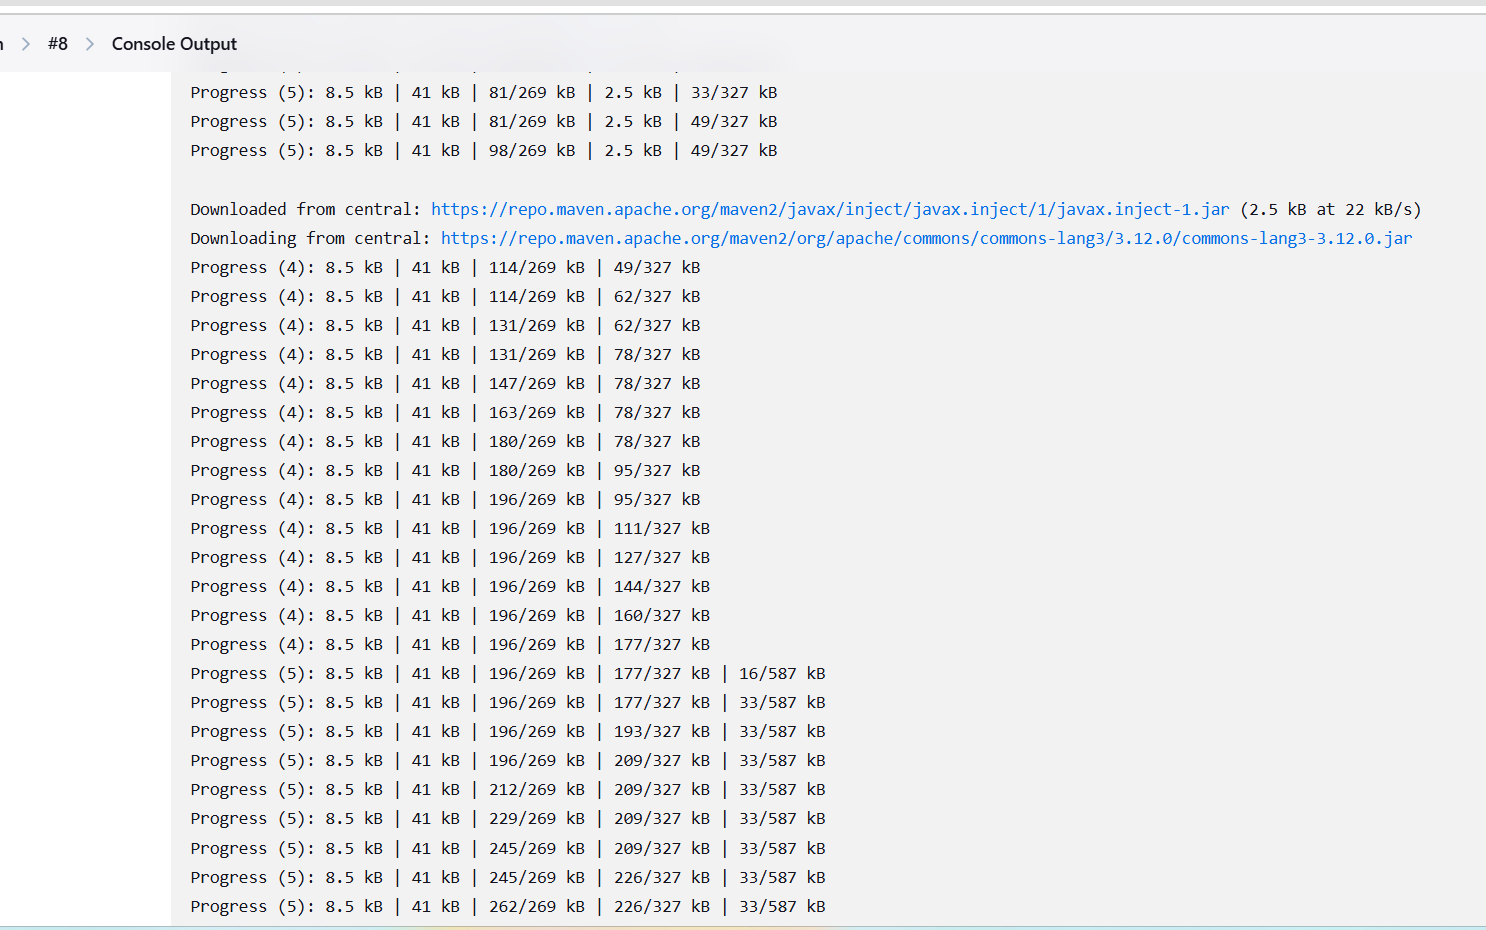 #8 > Console Output
Progress (5): 8.5 kB | 41 kB | 81/269 kB | 2.5 kB | 33/327 kB
Progress (5): 8.5 kB | 41 kB | 81/269 kB | 2.5 kB | 49/327 kB
Progress (5): 8.5 kB | 41 kB | 98/269 kB | 2.5 kB | 49/327 kB
Downloaded from central: https://repo.maven.apache.org/maven2/javax/inject/javax.inject/1/javax.inject-1.jar (2.5 kB at 22 kB/s)
Downloading from central: https://repo.maven.apache.org/maven2/org/apache/commons/commons-lang3/3.12.0/commons-lang3-3.12.0.jar
Progress (4): 8.5 kB | 41 kB | 114/269 kB | 49/327 kB
Progress (4): 8.5 kB | 41 kB | 114/269 kB | 62/327 kB
Progress (4): 8.5 kB | 41 kB | 131/269 kB | 62/327 kB
Progress (4): 8.5 kB | 41 kB | 131/269 kB | 78/327 kB
Progress (4): 8.5 kB | 41 kB | 147/269 kB | 78/327 kB
Progress (4): 8.5 kB | 41 kB | 163/269 kB | 78/327 kB
Progress (4): 8.5 kB | 41 kB | 180/269 kB | 78/327 kB
Progress (4): 8.5 kB | 41 kB | 180/269 kB | 95/327 kB
Progress (4): 8.5 kB | 41 kB | 196/269 kB | 95/327 kB
Progress (4): 8.5 kB | 41 kB | 196/269 kB | 111/327 kB
Progress (4): 8.5 kB | 41 kB | 196/269 kB | 127/327 kB
Progress (4): 8.5 kB | 41 kB | 196/269 kB | 144/327 kB
Progress (4): 8.5 kB | 41 kB | 196/269 kB | 160/327 kB
Progress (4): 8.5 kB | 41 kB | 196/269 kB | 177/327 kB
Progress (5): 8.5 kB | 41 kB | 196/269 kB | 177/327 kB | 16/587 kB
Progress (5): 8.5 kB | 41 kB | 196/269 kB | 177/327 kB | 33/587 kB
Progress (5): 8.5 kB | 41 kB | 196/269 kB | 193/327 kB | 33/587 kB
Progress (5): 8.5 kB | 41 kB | 196/269 kB | 209/327 kB | 33/587 kB
Progress (5): 8.5 kB | 41 kB | 212/269 kB | 209/327 kB | 33/587 kB
Progress (5): 8.5 kB | 41 kB | 229/269 kB | 209/327 kB | 33/587 kB
Progress (5): 8.5 kB | 41 kB | 245/269 kB | 209/327 kB | 33/587 kB
Progress (5): 8.5 kB | 41 kB | 245/269 kB | 226/327 kB | 33/587 kB
Progress (5): 8.5 kB | 41 kB | 262/269 kB | 226/327 kB | 33/587 kB